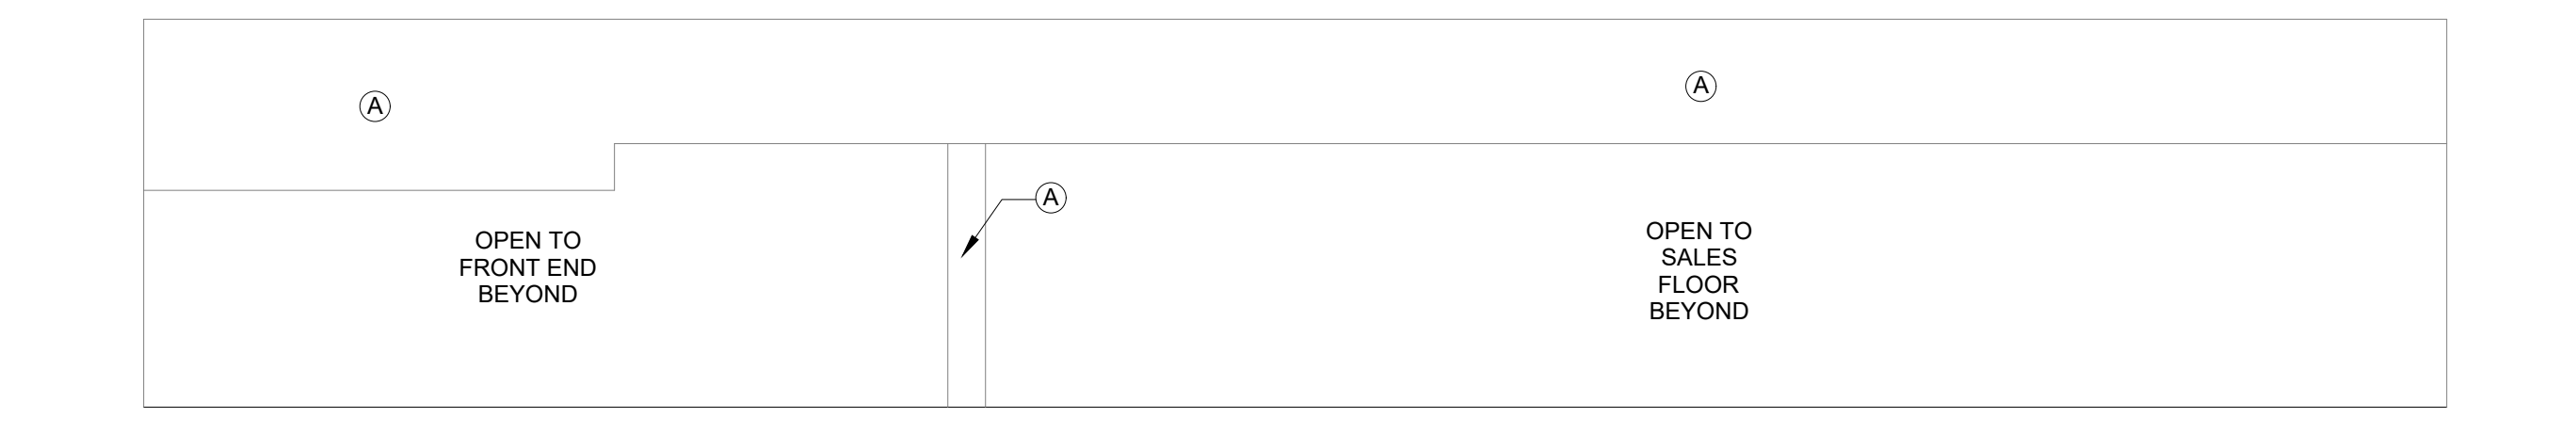 A
A
A
OPEN TO
FRONT END
BEYOND
OPEN TO
SALES
FLOOR
BEYOND